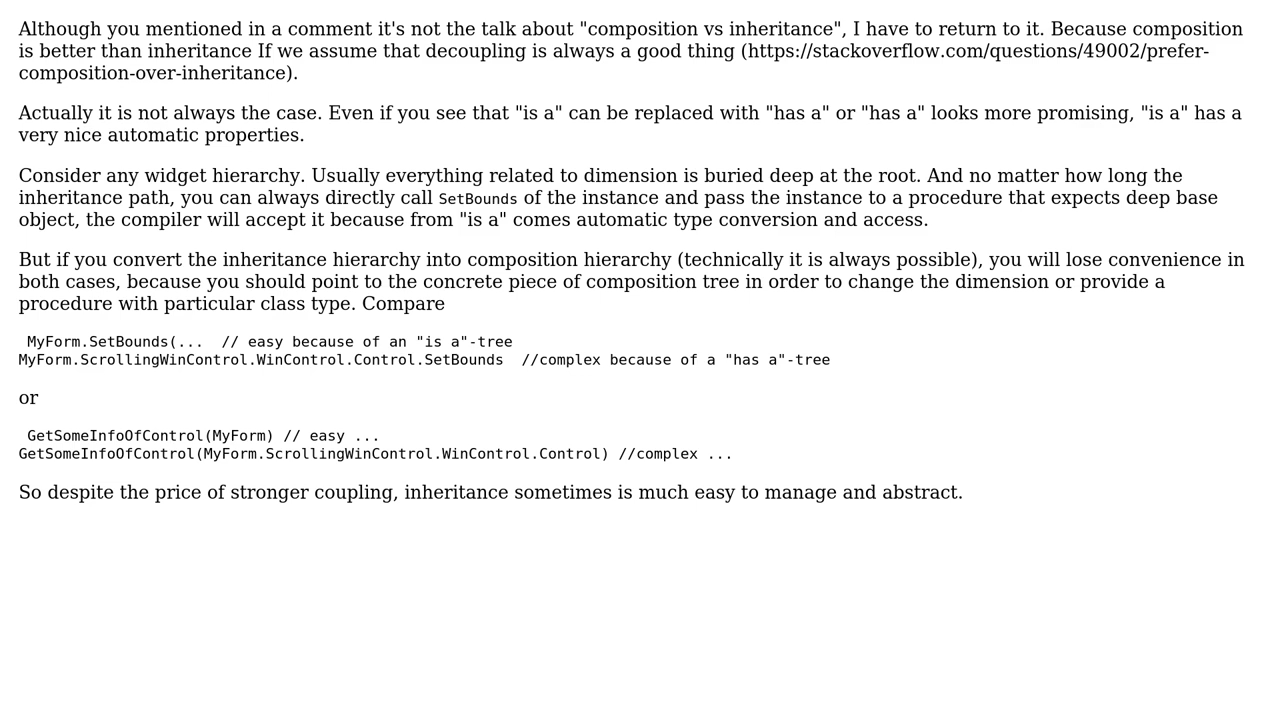 Although you mentioned in a comment it's not the talk about "composition vs inheritance", I have to return to it. Because composition
is better than inheritance If we assume that decoupling is always a good thing (https://stackoverflow.com/questions/49002/prefer-
composition-over-inheritance).
Actually it is not always the case. Even if you see that "is a" can be replaced with "has a" or "has a" looks more promising, "is a" has a
very nice automatic properties.
Consider any widget hierarchy. Usually everything related to dimension is buried deep at the root. And no matter how long the
inheritance path, you can always directly call SetBounds of the instance and pass the instance to a procedure that expects deep base
object, the compiler will accept it because from "is a" comes automatic type conversion and access.
But if you convert the inheritance hierarchy into composition hierarchy (technically it is always possible), you will lose convenience in
both cases, because you should point to the concrete piece of composition tree in order to change the dimension or provide a
procedure with particular class type. Compare
MyForm.SetBounds(...  // easy because of an "is a"-tree
MyForm.ScrollingWinControl.WinControl.Control.SetBounds  //complex because of a "has a"-tree
or
GetSomeInfoOfControl(MyForm) // easy ...
GetSomeInfoOfControl(MyForm.ScrollingWinControl.WinControl.Control) //complex ...
So despite the price of stronger coupling, inheritance sometimes is much easy to manage and abstract.